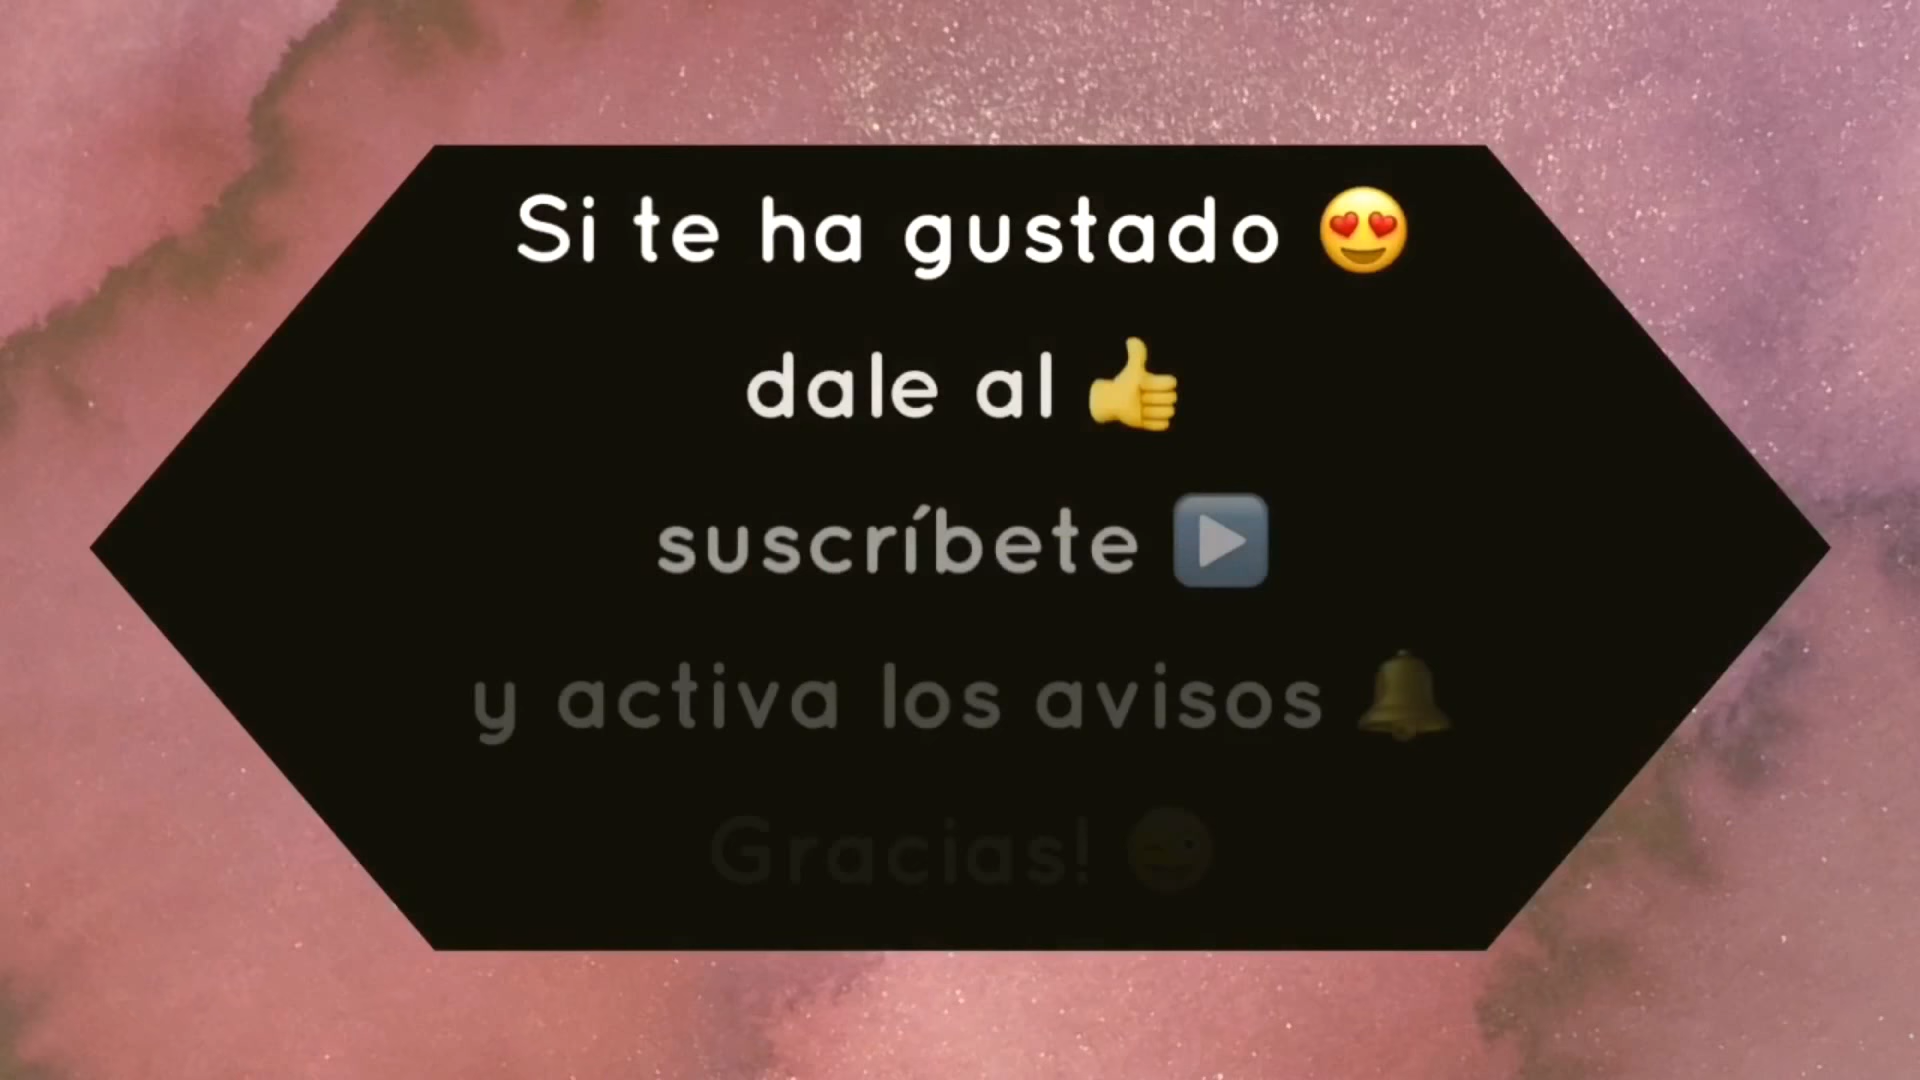 Si te ha gustado 😍
dale al 👍
suscríbete ▶️
y activa los avisos 🔔
Gracias! 😉